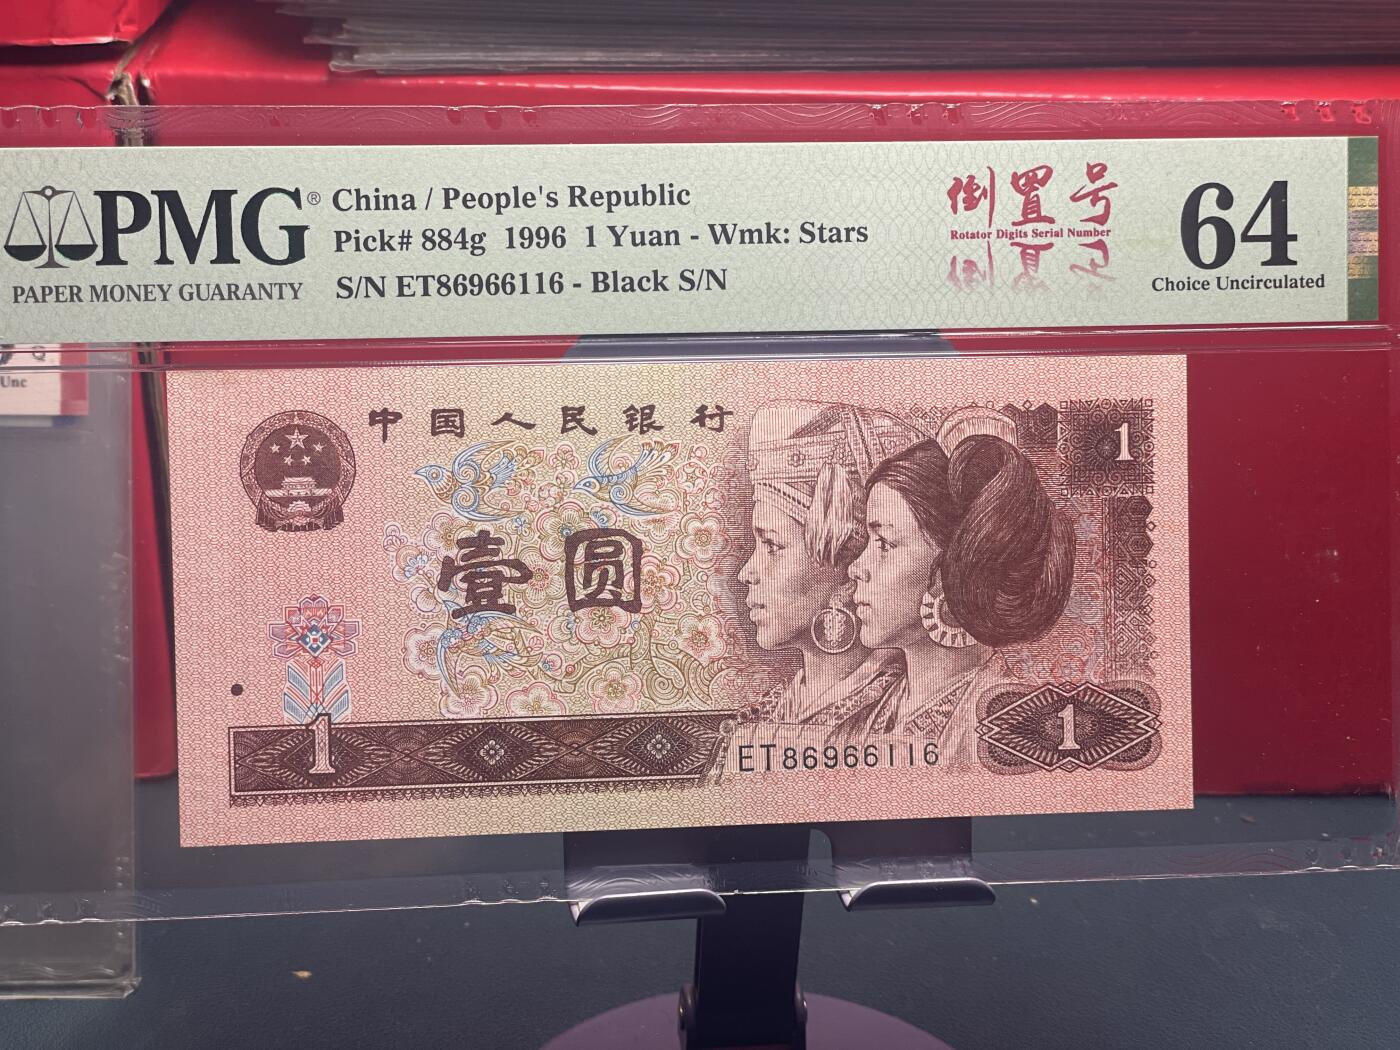 PMG®
PAPER MONEY GUARANTY
China / People's Republic
Pick# 884g 1996 1 Yuan - Wmk: Stars
S/N ET86966116 - Black S/N
倒置号
Rotator Digits Serial Number
64
Choice Uncirculated
Unc
中国人民银行
1
壹圆
1
ET86966116
1